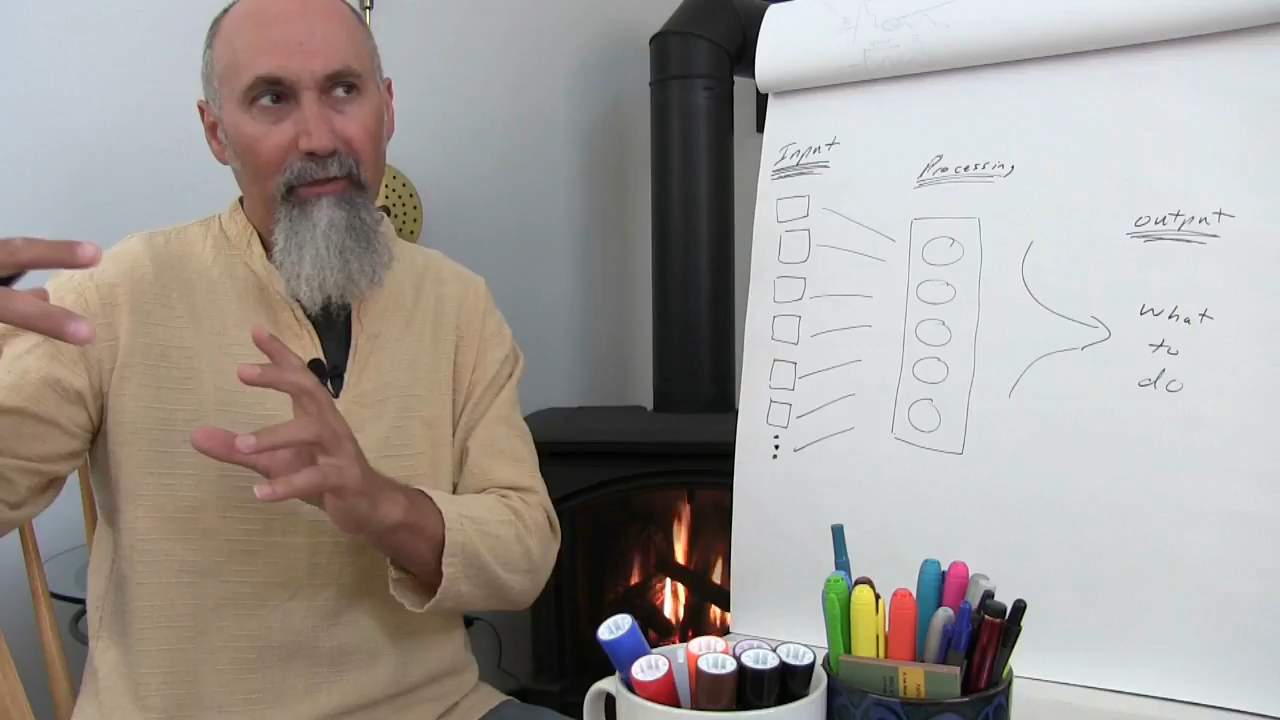 Input
Processing
output
what
to
do